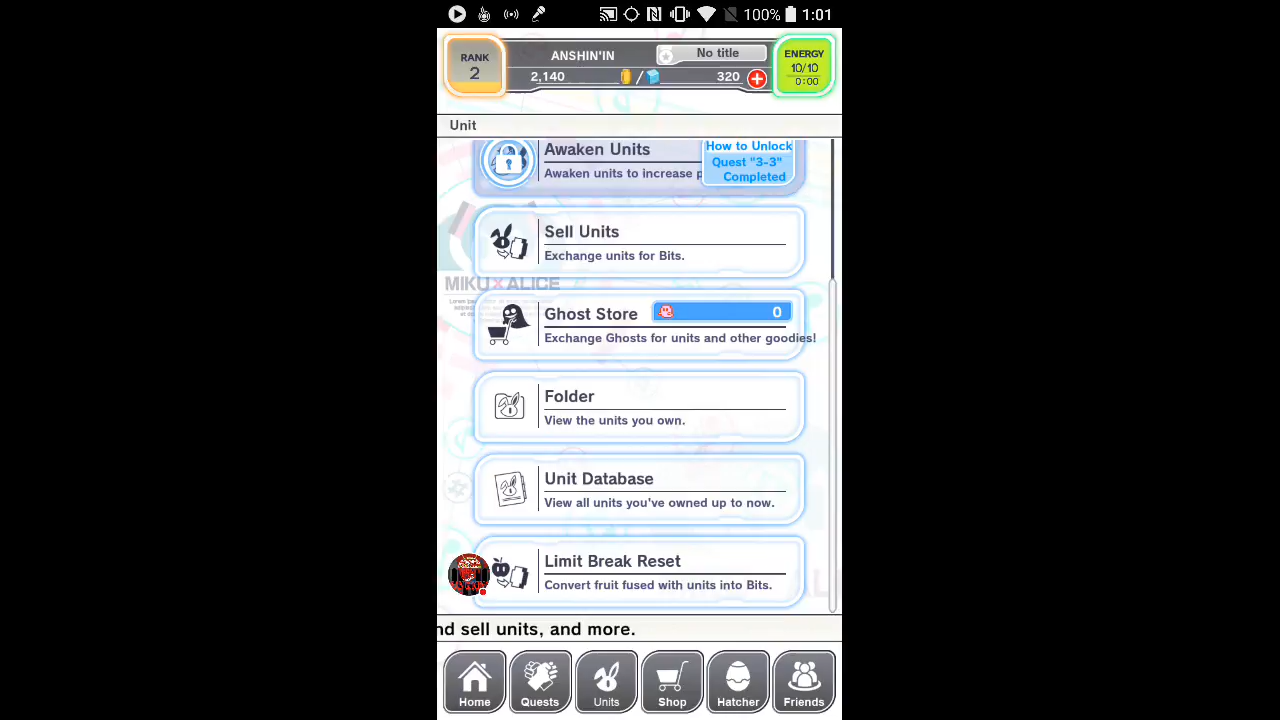 100% 1:01
RANK
2
ANSHIN'IN
No title
2,140 / 320
ENERGY
10/10
0:00
Unit
Awaken Units
Awaken units to increase p
How to Unlock
Quest "3-3"
Completed
Sell Units
Exchange units for Bits.
MIKU×ALICE
Ghost Store
0
Exchange Ghosts for units and other goodies!
Folder
View the units you own.
Unit Database
View all units you've owned up to now.
Limit Break Reset
Convert fruit fused with units into Bits.
nd sell units, and more.
Home
Quests
Units
Shop
Hatcher
Friends